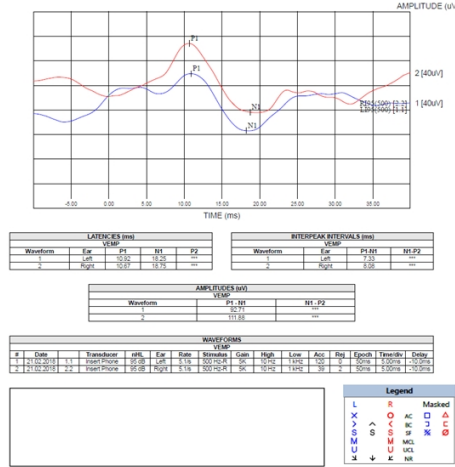 AMPLITUDE (uV
P1
P1
2 [40uV]
1 [40uV]
N1
N1
-5.00 0.00 5.00 10.00 15.00 20.00 25.00 30.00 35.00
TIME (ms)
LATENCIES (ms)
VEMP
Waveform Ear P1 N1 P2
1 Left 10.92 18.25 ***
2 Right 10.67 18.75 ***
INTERPEAK INTERVALS (ms)
VEMP
Waveform Ear P1-N1 N1-P2
1 Left 7.33 ***
2 Right 8.08 ***
AMPLITUDES (uV)
VEMP
Waveform P1 - N1 N1 - P2
1 92.71 ***
2 111.88 ***
WAVEFORMS
VEMP
# Date Transducer nHL Ear Rate Stimulus Gain High Low Acc Rej Epoch Time/div Delay
1 21.02.2018 1.1 Insert Phone 95 dB Left 5.1/s 500 Hz-R 5K 10 Hz 1 kHz 120 0 50ms 5.00ms -10.0ms
2 21.02.2018 2.2 Insert Phone 95 dB Right 5.1/s 500 Hz-R 5K 10 Hz 1 kHz 39 2 50ms 5.00ms -10.0ms
Legend
L R Masked
AC
BC
S S S SF
M M MCL
U U UCL
NR